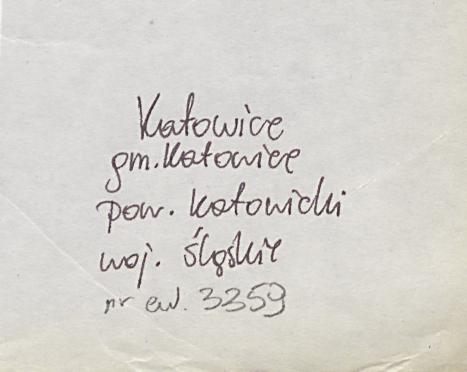 Katowice
gm. Katowice
pow. katowicki
woj. śląskie
nr ew. 3359